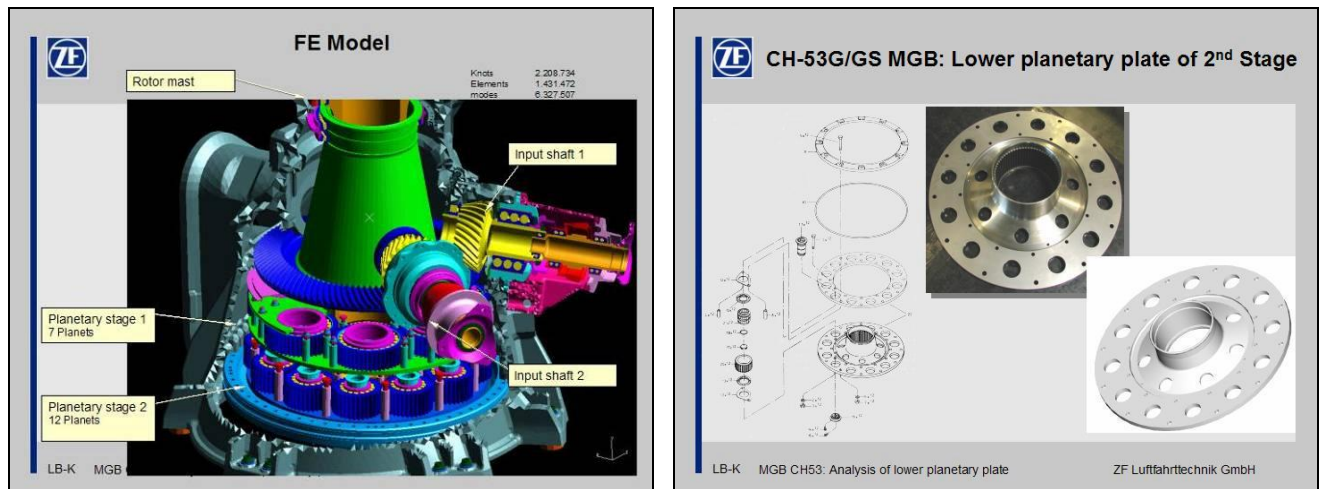 ZF
FE Model
Rotor mast
Knots 2.208.734
Elements 1.431.472
modes 6.327.507
Input shaft 1
Planetary stage 1
7 Planets
Input shaft 2
Planetary stage 2
12 Planets
LB-K MGB
ZF
CH-53G/GS MGB: Lower planetary plate of 2nd Stage
LB-K MGB CH53: Analysis of lower planetary plate ZF Luftfahrttechnik GmbH